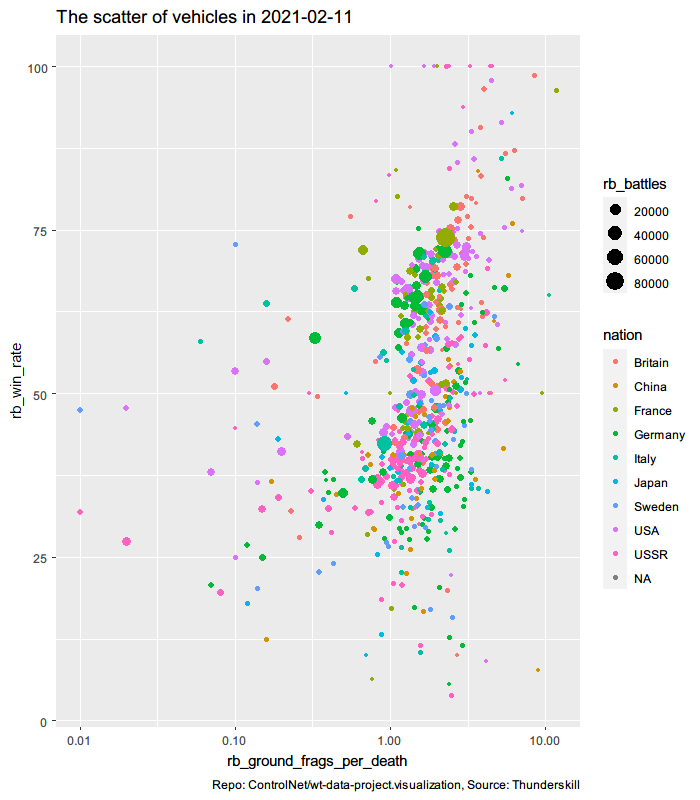 The scatter of vehicles in 2021-02-11
100
75
50
25
0
rb_win_rate
0.01
0.10
1.00
10.00
rb_ground_frags_per_death
rb_battles
20000
40000
60000
80000
nation
Britain
China
France
Germany
Italy
Japan
Sweden
USA
USSR
NA
Repo: ControlNet/wt-data-project.visualization, Source: Thunderskill